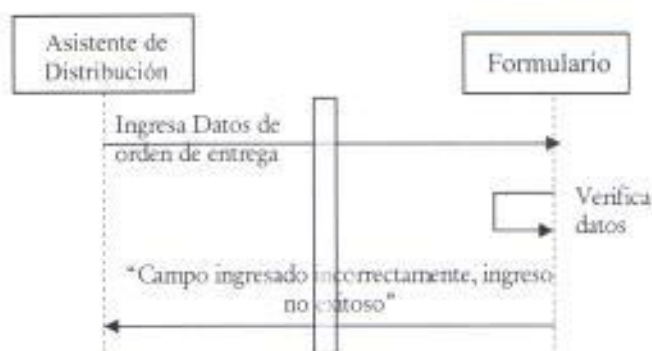 Asistente de
Distribución
Formulario
Ingresa Datos de
orden de entrega
Verifica
datos
"Campo ingresado incorrectamente, ingreso
no exitoso"